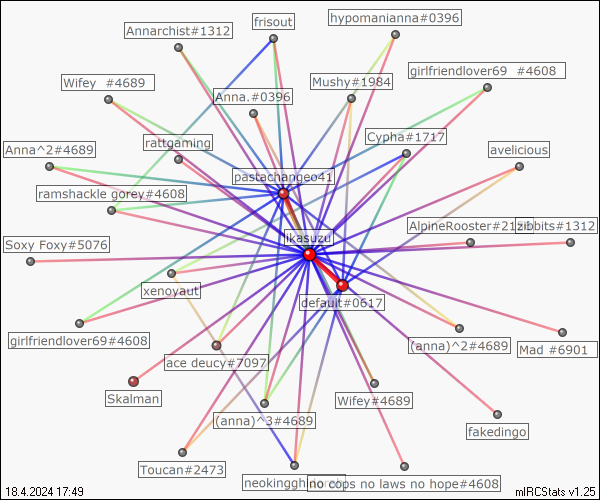 hypomanianna#0396
frisout
Annarchist#1312
girlfriendlover69 #4608
Wifey #4689
Mushy#1984
Anna.#0396
Cypha#1717
rattgaming
Anna^2#4689
avelicious
pastachangeo41
ramshackle gorey#4608
AlpineRooster#2
zibbits#1312
likasuzu
Soxy Foxy#5076
xenoyaut
default#0617
girlfriendlover69#4608
(anna)^2#4689
Mad #6901
ace deucy#7097
Skalman
Wifey#4689
(anna)^3#4689
fakedingo
Toucan#2473
no cops no laws no hope#4608
18.4.2024 17:49
mIRCStats v1.25